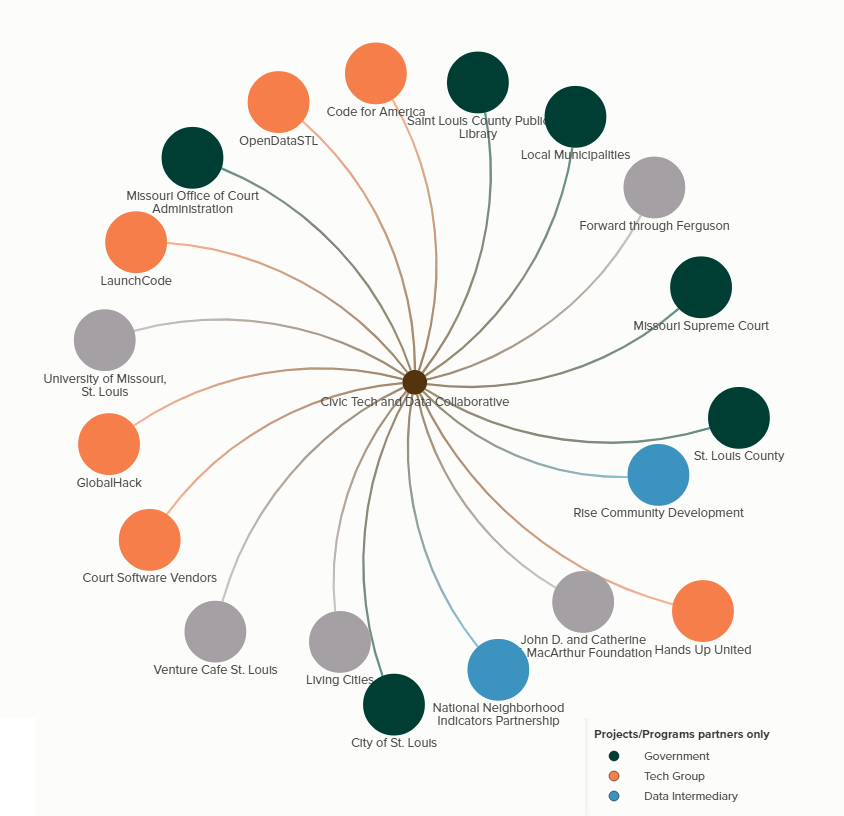 Code for America
Saint Louis County Public
Library
OpenDataSTL
Local Municipalities
Missouri Office of Court
Administration
Forward through Ferguson
LaunchCode
Missouri Supreme Court
University of Missouri,
St. Louis
Civic Tech and Data Collaborative
St. Louis County
GlobalHack
Rise Community Development
Court Software Vendors
John D. and Catherine
MacArthur Foundation
Hands Up United
Venture Cafe St. Louis
Living Cities
National Neighborhood
Indicators Partnership
City of St. Louis
Projects/Programs partners only
Government
Tech Group
Data Intermediary